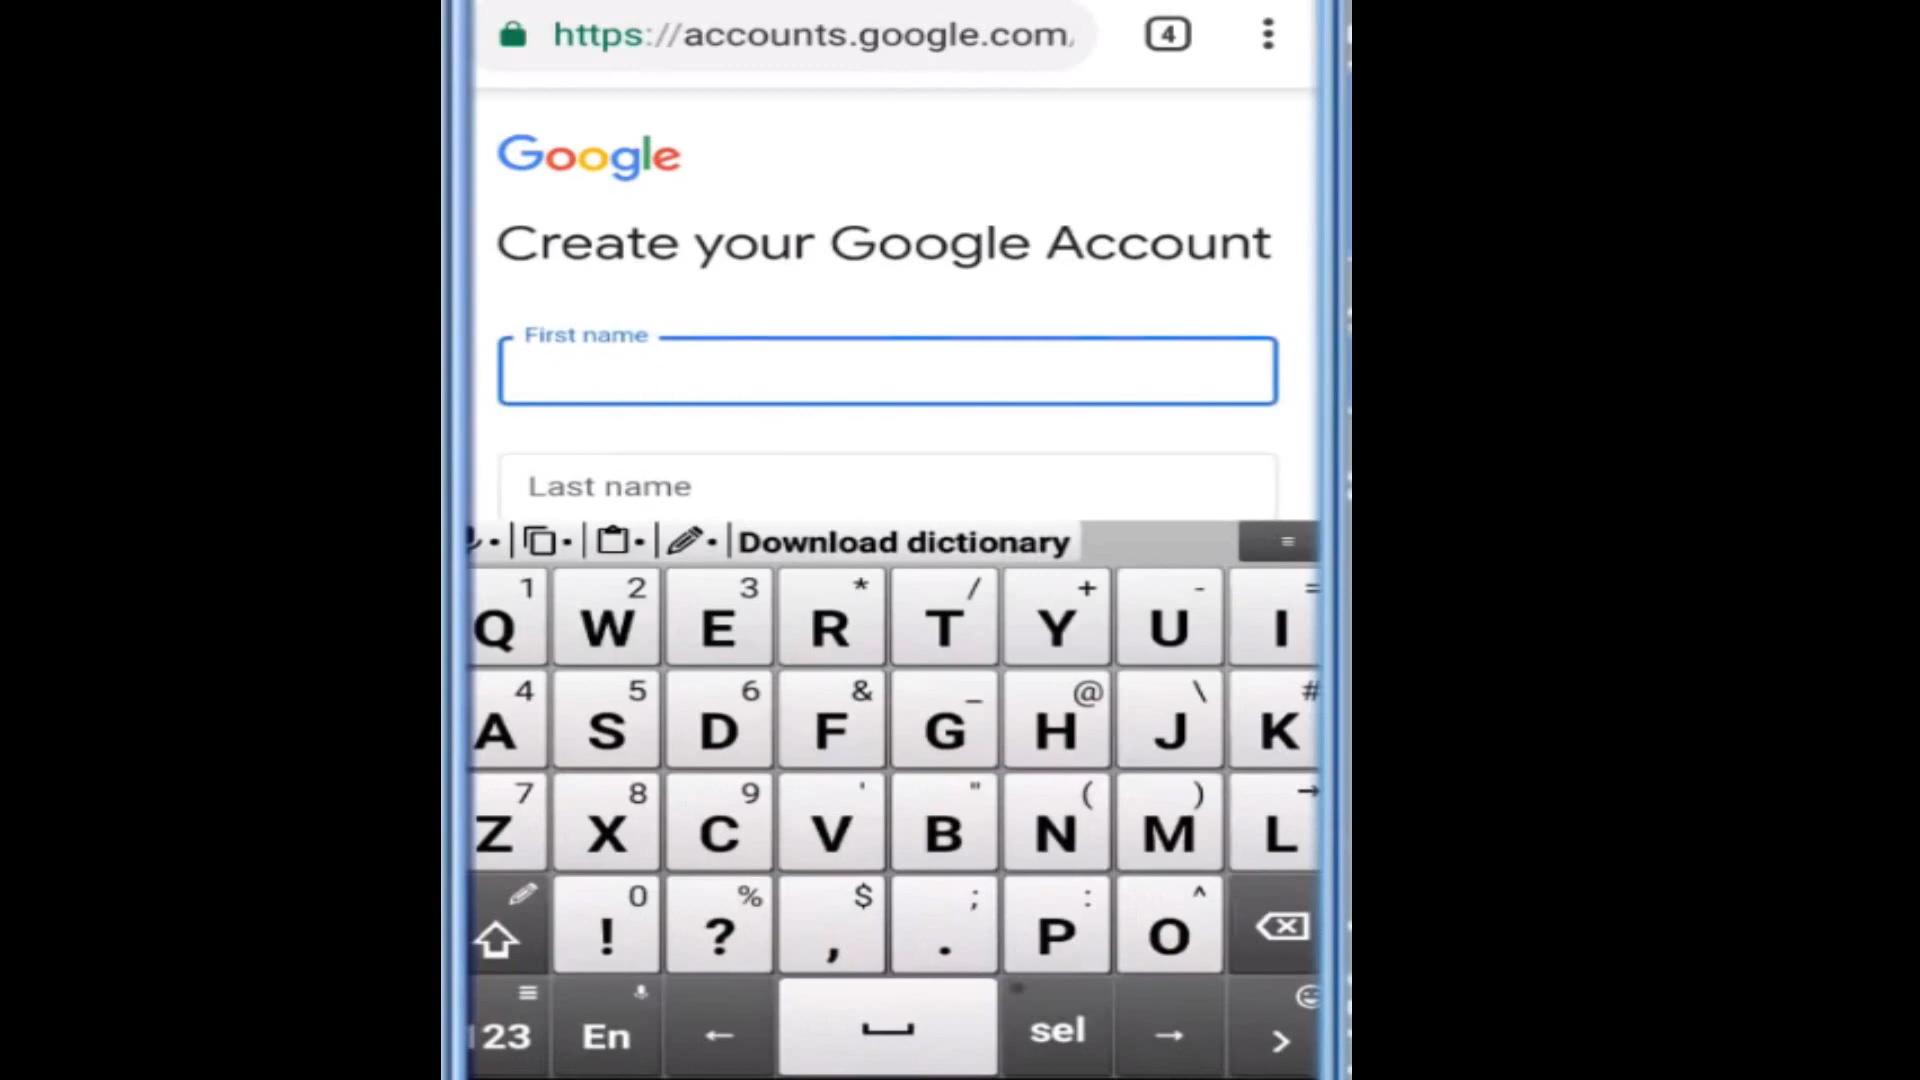 https://accounts.google.com/ 4
Google
Create your Google Account
First name
Last name
Download dictionary
1 2 3 * / + - =
Q W E R T Y U I
4 5 6 & _ @ \ #
A S D F G H J K
7 8 9 ' " ( )
Z X C V B N M L
0 % $ ; : ^
! ? , . P O
123 En ← sel → >